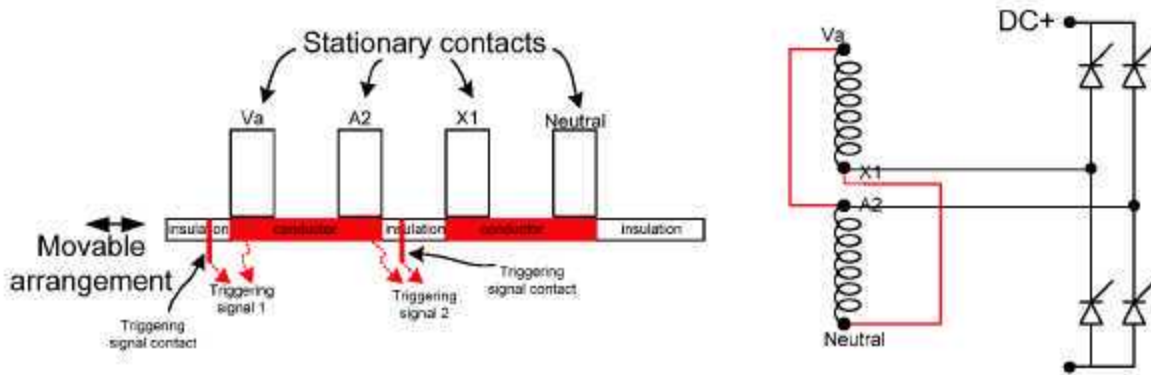 Stationary contacts
Va
A2
X1
Neutral
insulation
conductor
insulation
conductor
insulation
Movable
arrangement
Triggering
signal contact
Triggering
signal 1
Triggering
signal 2
Triggering
signal contact
DC+
Va
X1
A2
Neutral